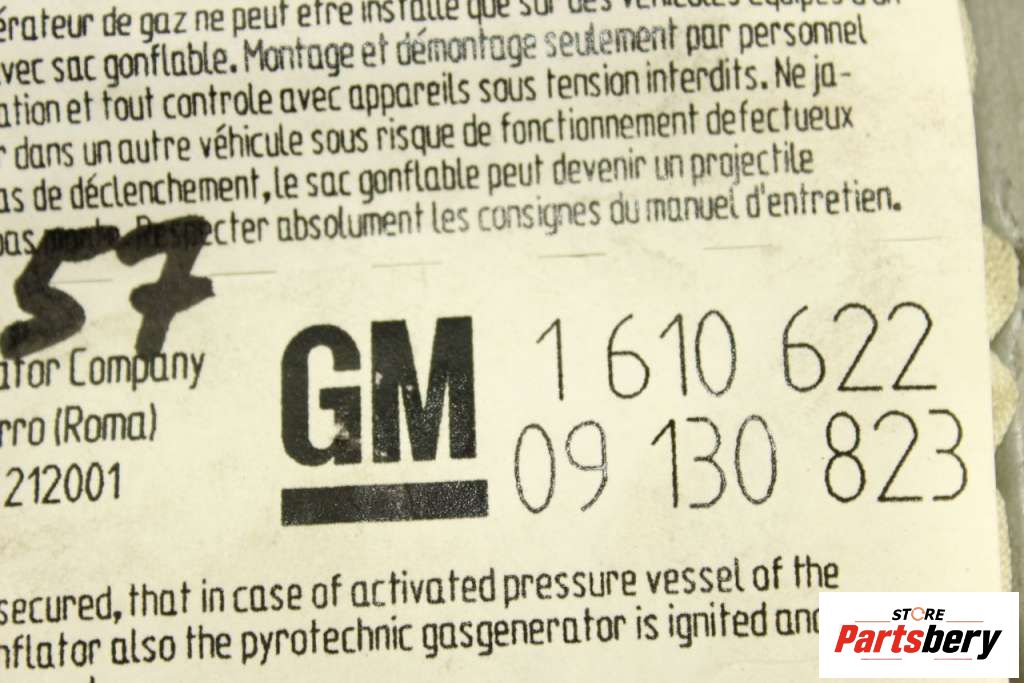 érateur de gaz ne peut etre installé que sur des véhicules équipés d'un
avec sac gonflable. Montage et démontage seulement par personnel
ation et tout controle avec appareils sous tension interdits. Ne ja-
r dans un autre véhicule sous risque de fonctionnement defectueux
as de déclenchement, le sac gonflable peut devenir un projectile
pas Respecter absolument les consignes du manuel d'entretien.
57
ator Company
rro (Roma)
212001
GM
1 610 622
09 130 823
secured, that in case of activated pressure vessel of the
nflator also the pyrotechnic gasgenerator is ignited and
STORE
Partsbery